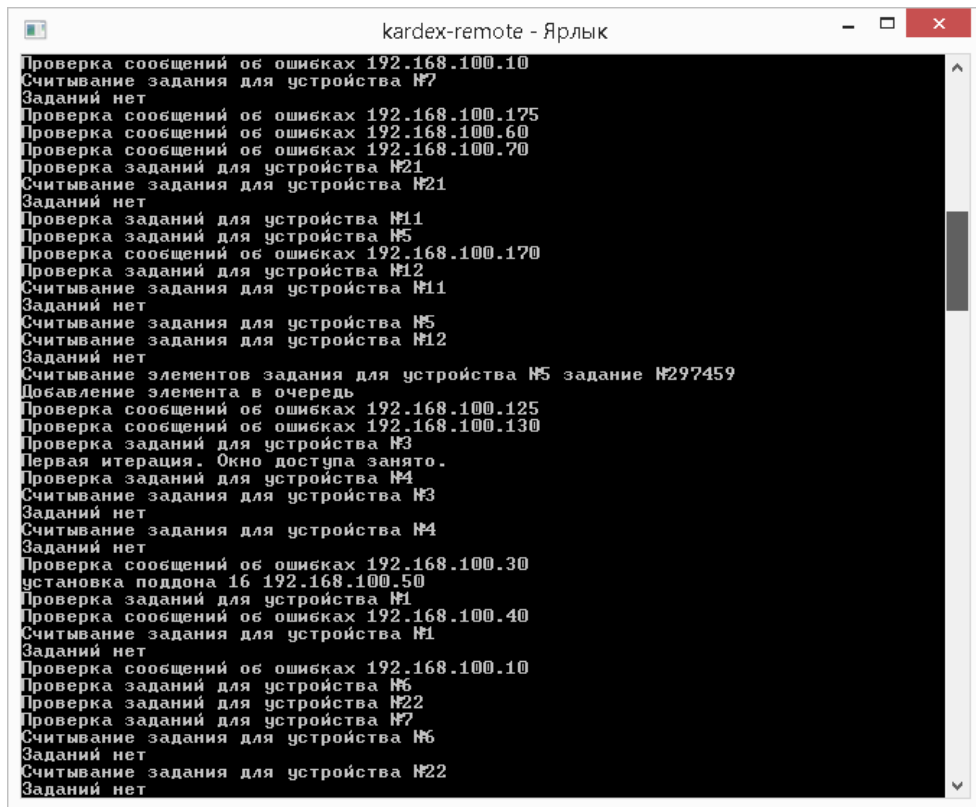 kardex-remote - Ярлык
Проверка сообщений об ошибках 192.168.100.10
Считывание задания для устройства №7
Заданий нет
Проверка сообщений об ошибках 192.168.100.175
Проверка сообщений об ошибках 192.168.100.60
Проверка сообщений об ошибках 192.168.100.70
Проверка заданий для устройства №21
Считывание задания для устройства №21
Заданий нет
Проверка заданий для устройства №11
Проверка заданий для устройства №5
Проверка сообщений об ошибках 192.168.100.170
Проверка заданий для устройства №12
Считывание задания для устройства №11
Заданий нет
Считывание задания для устройства №5
Считывание задания для устройства №12
Заданий нет
Считывание элементов задания для устройства №5 задание №297459
Добавление элемента в очередь
Проверка сообщений об ошибках 192.168.100.125
Проверка сообщений об ошибках 192.168.100.130
Проверка заданий для устройства №3
Первая итерация. Окно доступа занято.
Проверка заданий для устройства №4
Считывание задания для устройства №3
Заданий нет
Считывание задания для устройства №4
Заданий нет
Проверка сообщений об ошибках 192.168.100.30
установка поддона 16 192.168.100.50
Проверка заданий для устройства №1
Проверка сообщений об ошибках 192.168.100.40
Считывание задания для устройства №1
Заданий нет
Проверка сообщений об ошибках 192.168.100.10
Проверка заданий для устройства №6
Проверка заданий для устройства №22
Проверка заданий для устройства №7
Считывание задания для устройства №6
Заданий нет
Считывание задания для устройства №22
Заданий нет